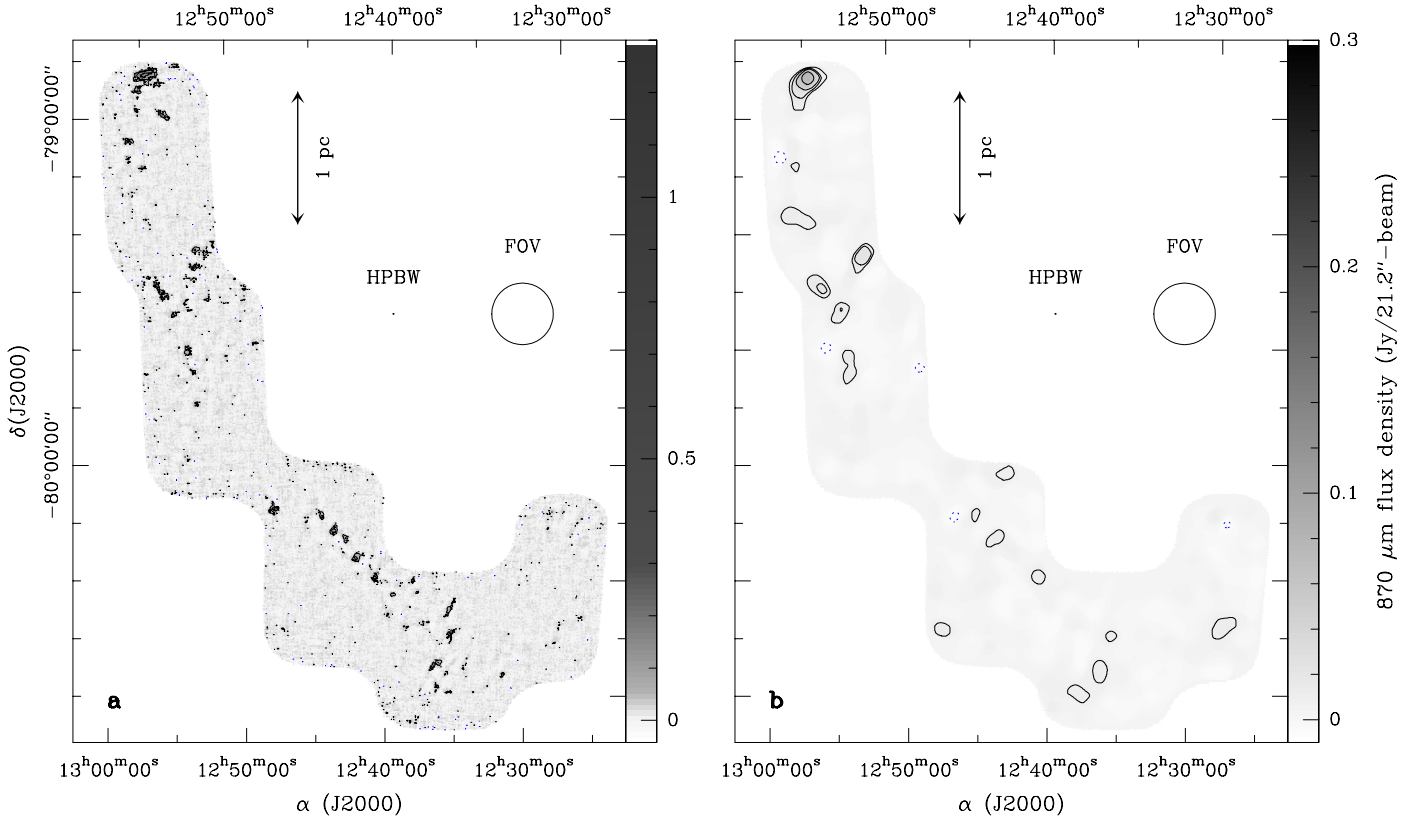 12ʰ50ᵐ00ˢ 12ʰ40ᵐ00ˢ 12ʰ30ᵐ00ˢ
12ʰ50ᵐ00ˢ 12ʰ40ᵐ00ˢ 12ʰ30ᵐ00ˢ
δ(J2000)
−79°00'00"
−80°00'00"
1 pc
HPBW
FOV
a
1
0.5
0
13ʰ00ᵐ00ˢ 12ʰ50ᵐ00ˢ 12ʰ40ᵐ00ˢ 12ʰ30ᵐ00ˢ
α (J2000)
1 pc
HPBW
FOV
b
0.3
0.2
0.1
0
870 μm flux density (Jy/21.2"−beam)
13ʰ00ᵐ00ˢ 12ʰ50ᵐ00ˢ 12ʰ40ᵐ00ˢ 12ʰ30ᵐ00ˢ
α (J2000)